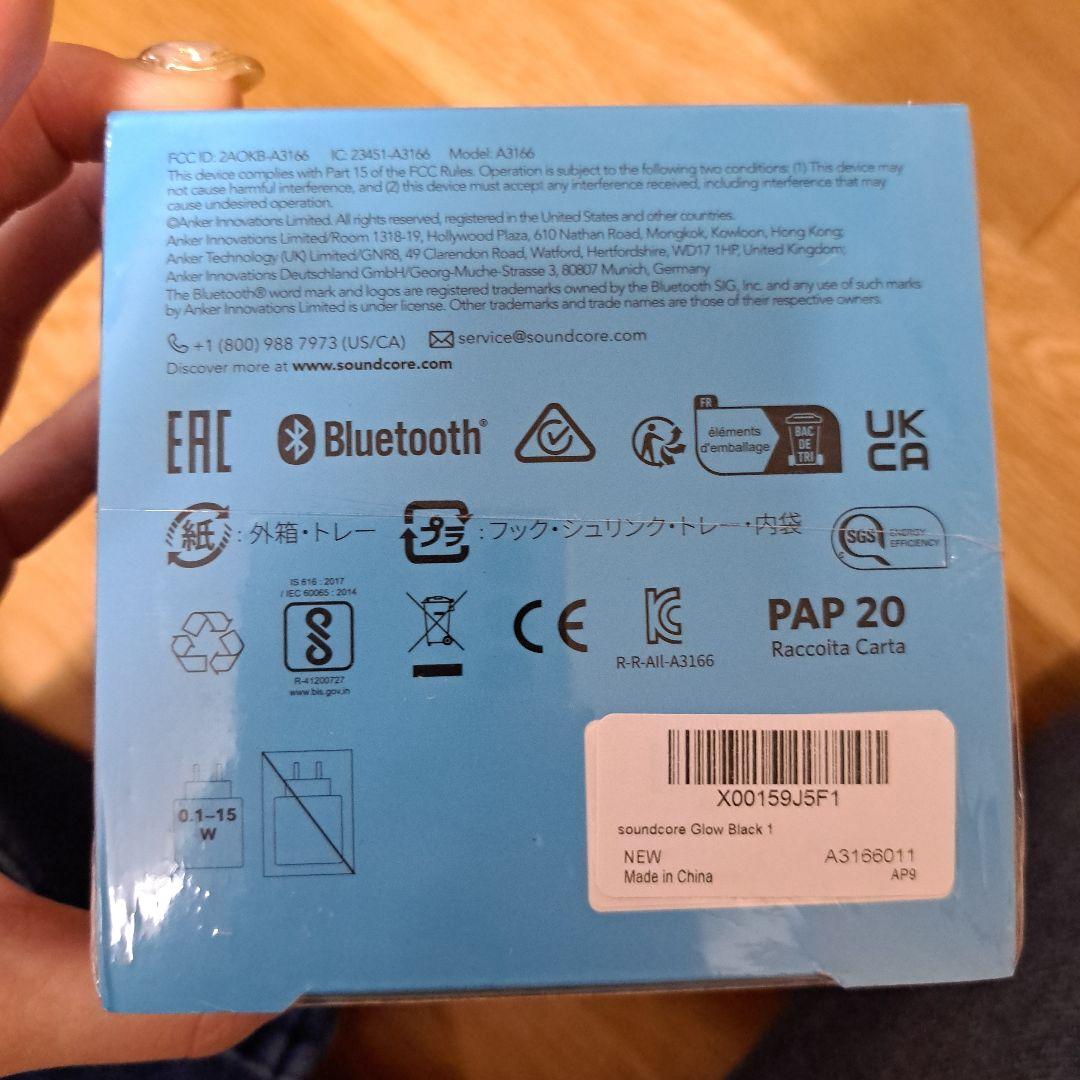 FCC ID: 2AOKB-A3166 IC: 23451-A3166 Model: A3166
This device complies with Part 15 of the FCC Rules. Operation is subject to the following two conditions: (1) This device may
not cause harmful interference, and (2) this device must accept any interference received, including interference that may
cause undesired operation.
©Anker Innovations Limited. All rights reserved, registered in the United States and other countries.
Anker Innovations Limited/Room 1318-19, Hollywood Plaza, 610 Nathan Road, Mongkok, Kowloon, Hong Kong;
Anker Technology (UK) Limited/GNR8, 49 Clarendon Road, Watford, Hertfordshire, WD17 1HP, United Kingdom;
Anker Innovations Deutschland GmbH/Georg-Muche-Strasse 3, 80807 Munich, Germany
The Bluetooth® word mark and logos are registered trademarks owned by the Bluetooth SIG, Inc. and any use of such marks
by Anker Innovations Limited is under license. Other trademarks and trade names are those of their respective owners.
+1 (800) 988 7973 (US/CA) service@soundcore.com
Discover more at www.soundcore.com
EAC Bluetooth® FR éléments d'emballage BAC DE TRI UK CA
紙 : 外箱・トレー プラ : フック・シュリンク・トレー・内袋 SGS ENERGY EFFICIENCY
IS 616 : 2017
/ IEC 60065 : 2014
R-41200727
www.bis.gov.in
CE
KC
R-R-AII-A3166
PAP 20
Raccolta Carta
0.1–15
W
X00159J5F1
soundcore Glow Black 1
NEW A3166011
Made in China AP9